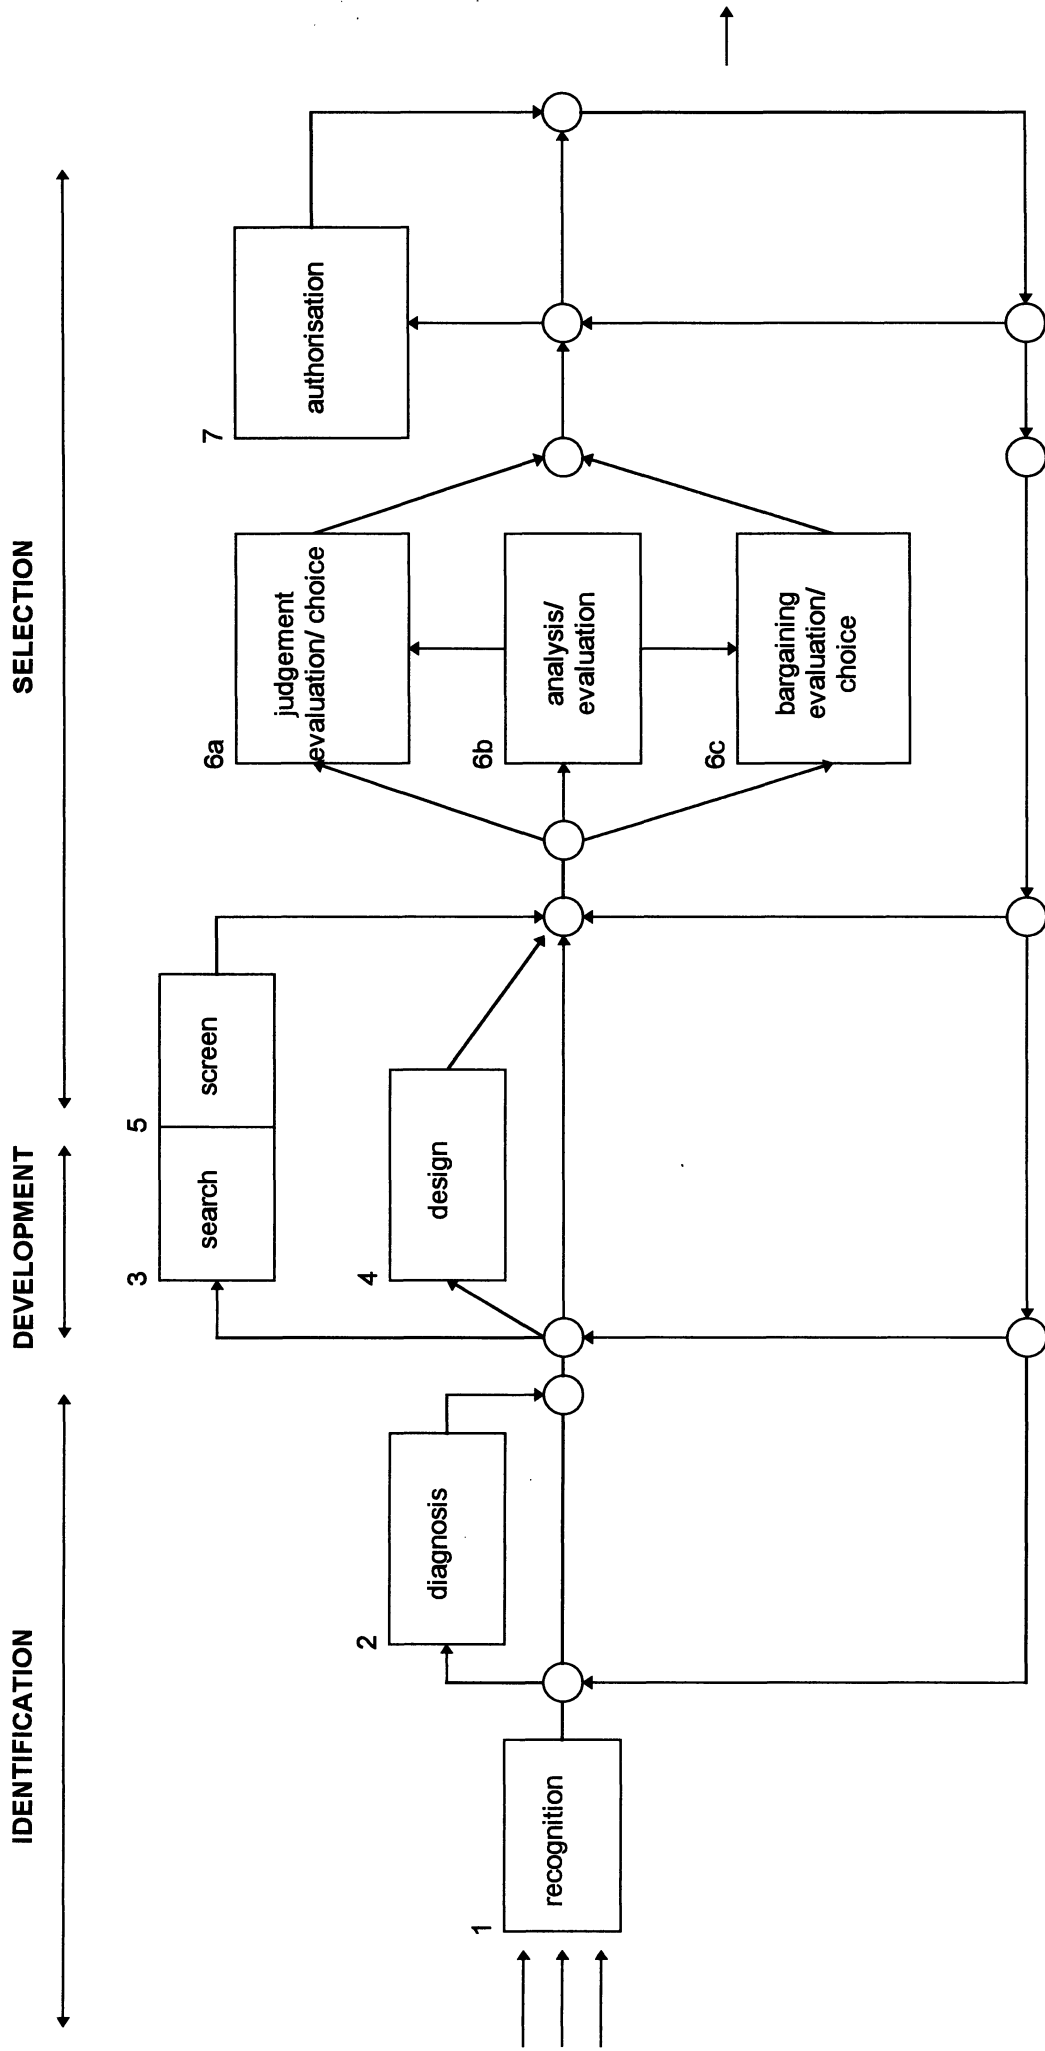 IDENTIFICATION
DEVELOPMENT
SELECTION
1
recognition
2
diagnosis
3
search
5
screen
4
design
6a
judgement
evaluation/ choice
6b
analysis/
evaluation
6c
bargaining
evaluation/
choice
7
authorisation